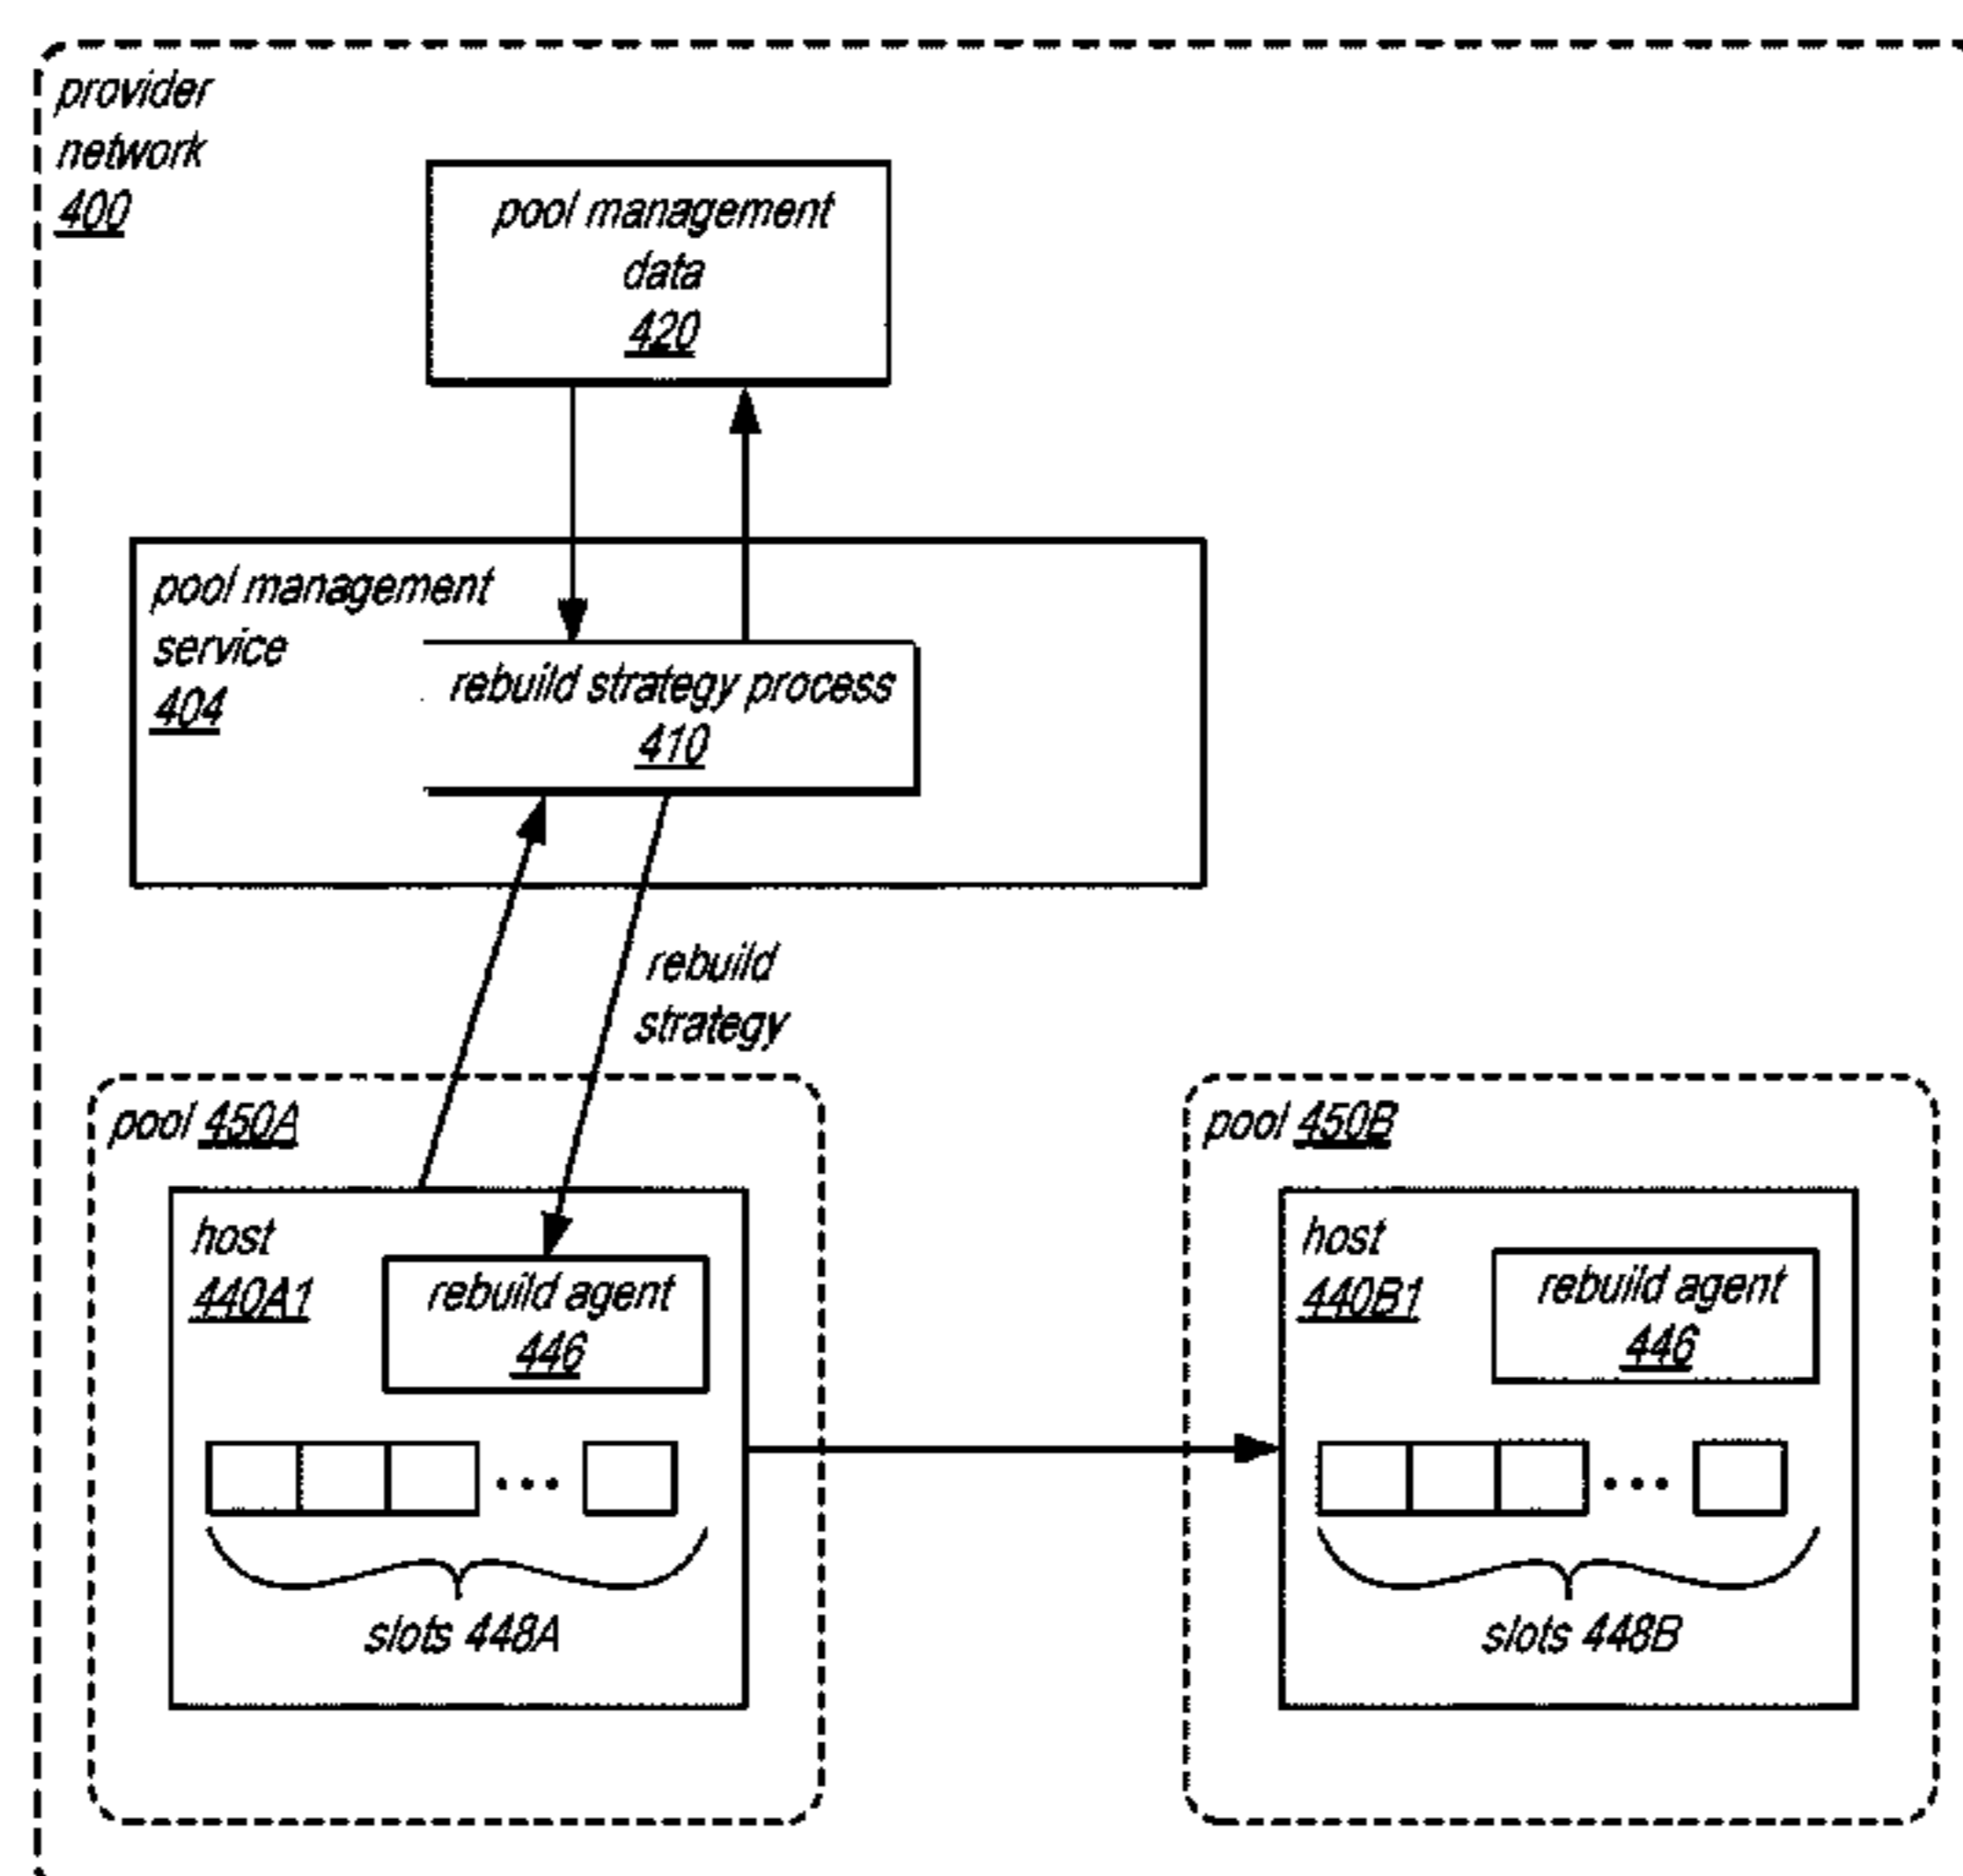 provider
network
400
pool management
data
420
pool management
service
404
rebuild strategy process
410
rebuild
strategy
pool 450A
host
440A1
rebuild agent
446
slots 448A
pool 450B
host
440B1
rebuild agent
446
slots 448B